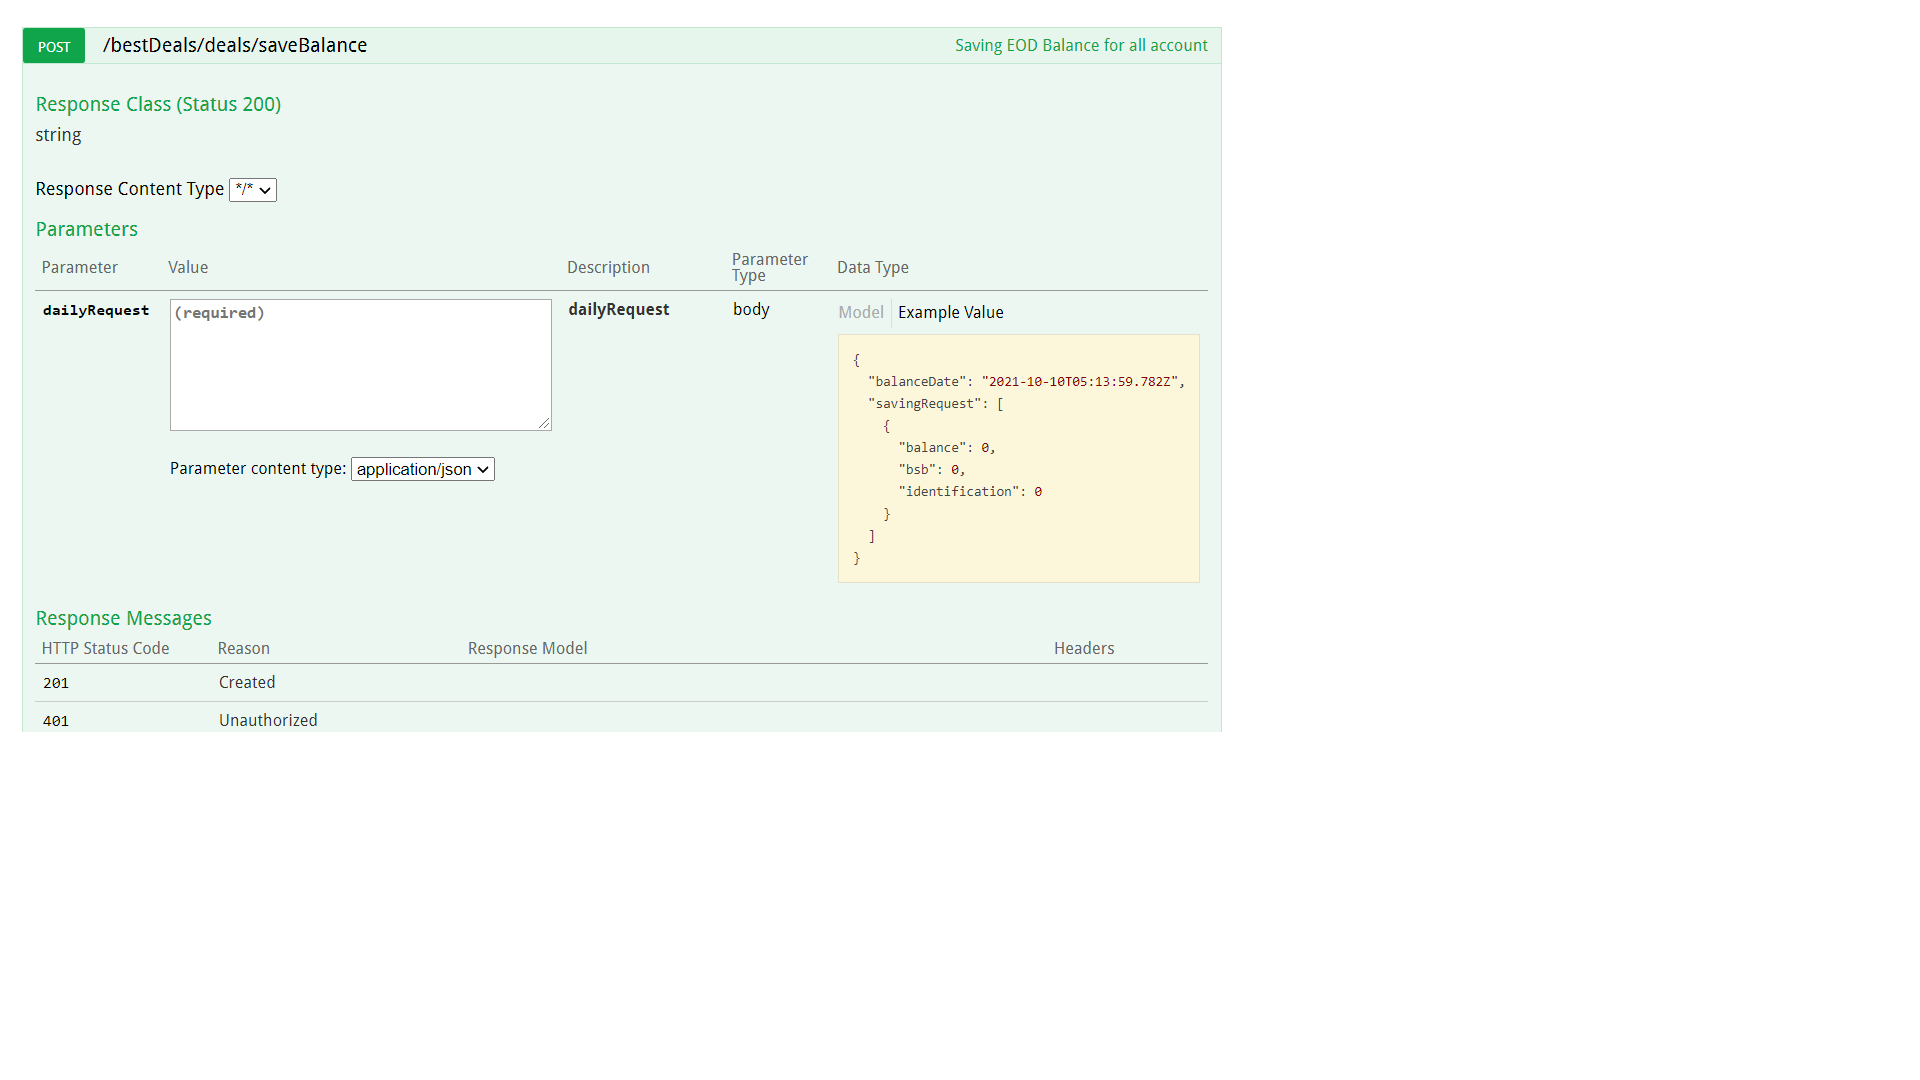 POST /bestDeals/deals/saveBalance Saving EOD Balance for all account
Response Class (Status 200)
string
Response Content Type */*
Parameters
Parameter Value Description Parameter Type Data Type
dailyRequest (required) dailyRequest body Model Example Value
{
"balanceDate": "2021-10-10T05:13:59.782Z",
"savingRequest": [
{
"balance": 0,
"bsb": 0,
"identification": 0
}
]
}
Parameter content type: application/json
Response Messages
HTTP Status Code Reason Response Model Headers
201 Created
401 Unauthorized